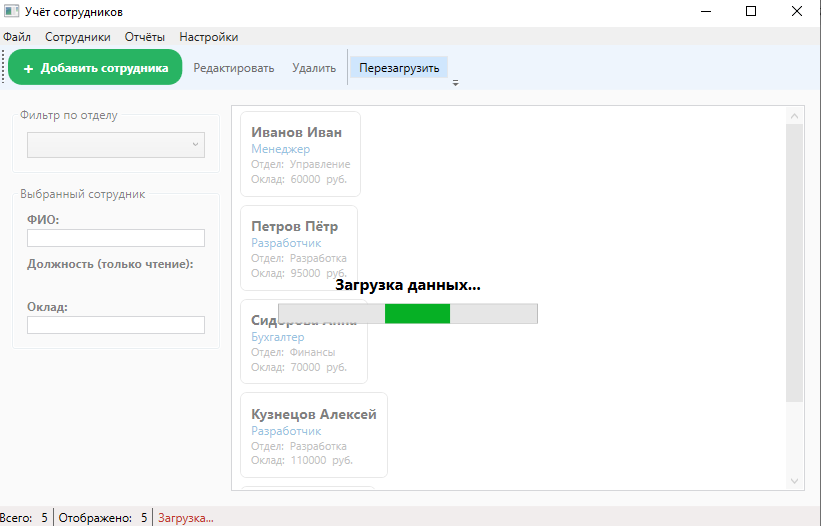 Учёт сотрудников
Файл Сотрудники Отчёты Настройки
+ Добавить сотрудника Редактировать Удалить Перезагрузить
Фильтр по отделу
Выбранный сотрудник
ФИО:
Должность (только чтение):
Оклад:
Иванов Иван
Менеджер
Отдел: Управление
Оклад: 60000 руб.
Петров Пётр
Разработчик
Отдел: Разработка
Оклад: 95000 руб.
Загрузка данных...
Сидорова Анна
Бухгалтер
Отдел: Финансы
Оклад: 70000 руб.
Кузнецов Алексей
Разработчик
Отдел: Разработка
Оклад: 110000 руб.
Всего: 5 Отображено: 5 Загрузка...